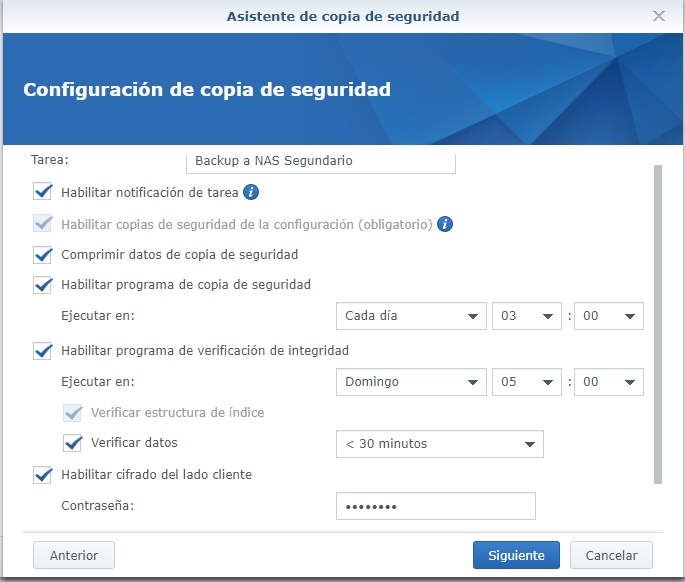 Asistente de copia de seguridad
Configuración de copia de seguridad
Tarea: Backup a NAS Segundario
Habilitar notificación de tarea i
Habilitar copias de seguridad de la configuración (obligatorio) i
Comprimir datos de copia de seguridad
Habilitar programa de copia de seguridad
Ejecutar en: Cada día 03 : 00
Habilitar programa de verificación de integridad
Ejecutar en: Domingo 05 : 00
Verificar estructura de índice
Verificar datos < 30 minutos
Habilitar cifrado del lado cliente
Contraseña: ••••••••
Anterior Siguiente Cancelar